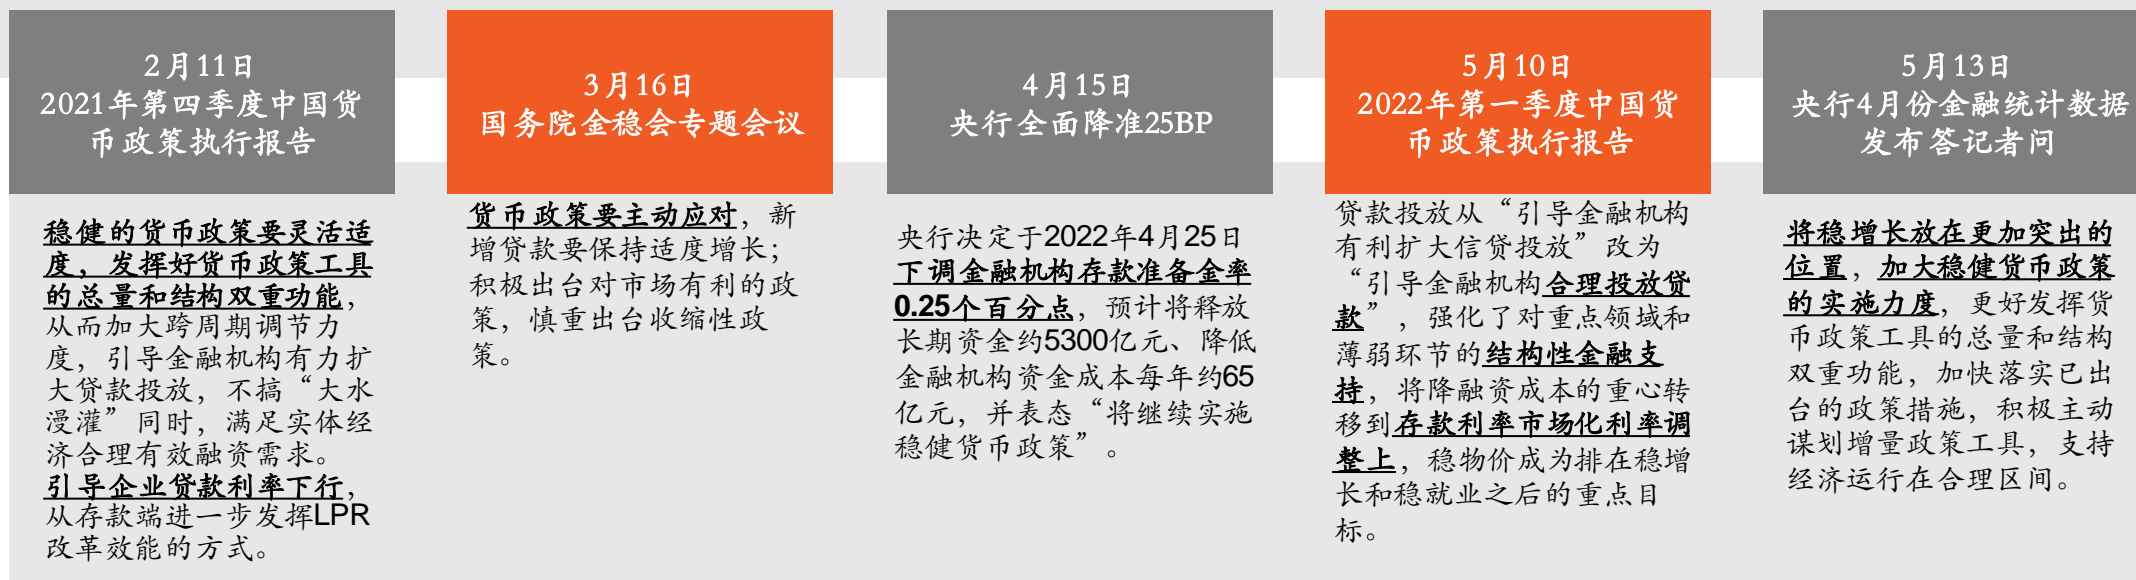 2月11日
2021年第四季度中国货
币政策执行报告
稳健的货币政策要灵活适
度，发挥好货币政策工具
的总量和结构双重功能，
从而加大跨周期调节力
度，引导金融机构有力扩
大贷款投放，不搞“大水
漫灌”同时，满足实体经
济合理有效融资需求。
引导企业贷款利率下行，
从存款端进一步发挥LPR
改革效能的方式。
3月16日
国务院金稳会专题会议
货币政策要主动应对，新
增贷款要保持适度增长；
积极出台对市场有利的政
策，慎重出台收缩性政
策。
4月15日
央行全面降准25BP
央行决定于2022年4月25日
下调金融机构存款准备金率
0.25个百分点，预计将释放
长期资金约5300亿元、降低
金融机构资金成本每年约65
亿元，并表态“将继续实施
稳健货币政策”。
5月10日
2022年第一季度中国货
币政策执行报告
贷款投放从“引导金融机构
有利扩大信贷投放”改为
“引导金融机构合理投放贷
款”，强化了对重点领域和
薄弱环节的结构性金融支
持，将降融资成本的重心转
移到存款利率市场化利率调
整上，稳物价成为排在稳增
长和稳就业之后的重点目
标。
5月13日
央行4月份金融统计数据
发布答记者问
将稳增长放在更加突出的
位置，加大稳健货币政策
的实施力度，更好发挥货
币政策工具的总量和结构
双重功能，加快落实已出
台的政策措施，积极主动
谋划增量政策工具，支持
经济运行在合理区间。